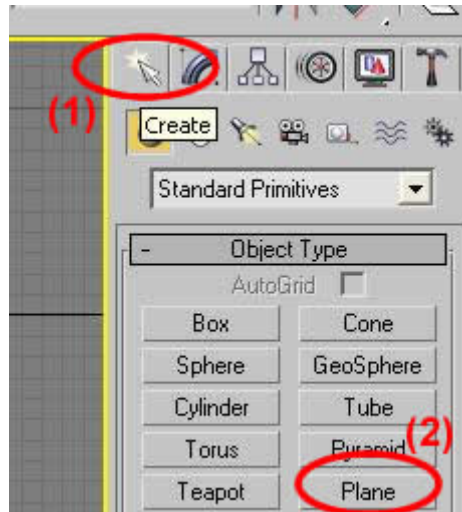 (1)
Create
Standard Primitives
- Object Type
AutoGrid
Box Cone
Sphere GeoSphere
Cylinder Tube
(2)
Torus Pyramid
Teapot Plane